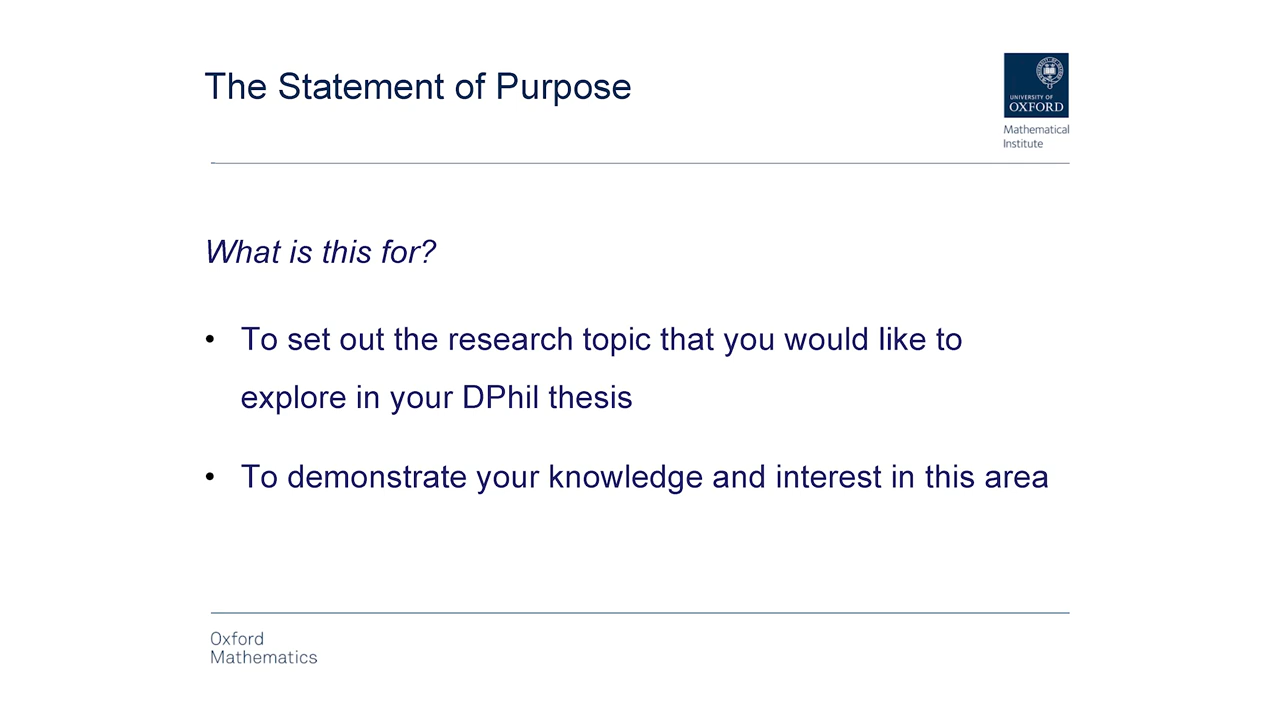 The Statement of Purpose
UNIVERSITY OF
OXFORD
Mathematical
Institute
What is this for?
• To set out the research topic that you would like to
explore in your DPhil thesis
• To demonstrate your knowledge and interest in this area
Oxford
Mathematics